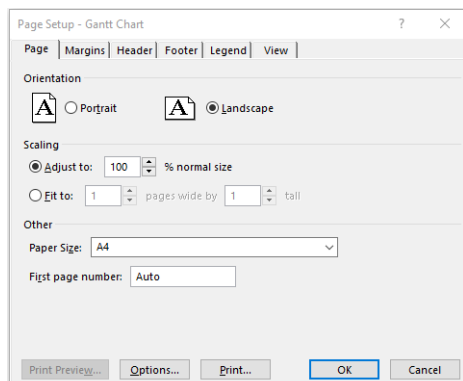 Page Setup - Gantt Chart ? ×
Page Margins Header Footer Legend View
Orientation
A Portrait A Landscape
Scaling
Adjust to: 100 % normal size
Fit to: 1 pages wide by 1 tall
Other
Paper Size: A4
First page number: Auto
Print Preview... Options... Print... OK Cancel